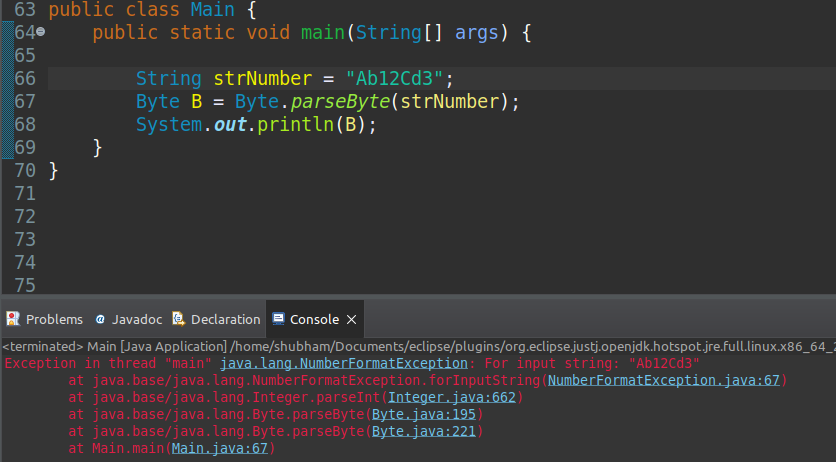 63 public class Main {
64 public static void main(String[] args) {
65
66 String strNumber = "Ab12Cd3";
67 Byte B = Byte.parseByte(strNumber);
68 System.out.println(B);
69 }
70 }
71
72
73
74
75
Problems @ Javadoc Declaration Console
<terminated> Main [Java Application] /home/shubham/Documents/eclipse/plugins/org.eclipse.justj.openjdk.hotspot.jre.full.linux.x86_64_
Exception in thread "main" java.lang.NumberFormatException: For input string: "Ab12Cd3"
at java.base/java.lang.NumberFormatException.forInputString(NumberFormatException.java:67)
at java.base/java.lang.Integer.parseInt(Integer.java:662)
at java.base/java.lang.Byte.parseByte(Byte.java:195)
at java.base/java.lang.Byte.parseByte(Byte.java:221)
at Main.main(Main.java:67)